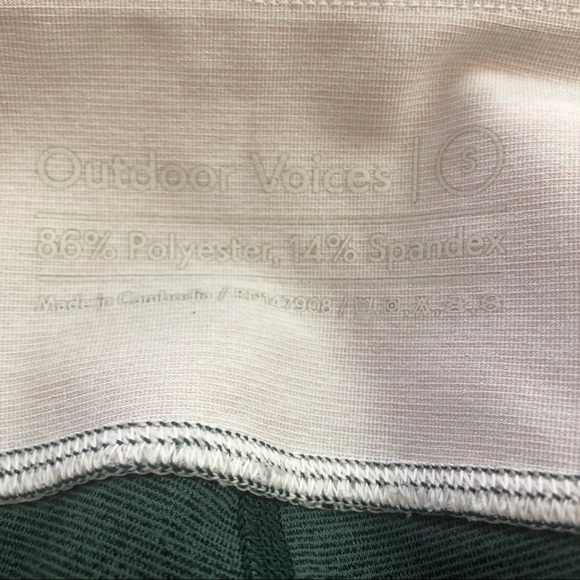 Outdoor Voices | S
86% Polyester, 14% Spandex
Made in Cambodia /